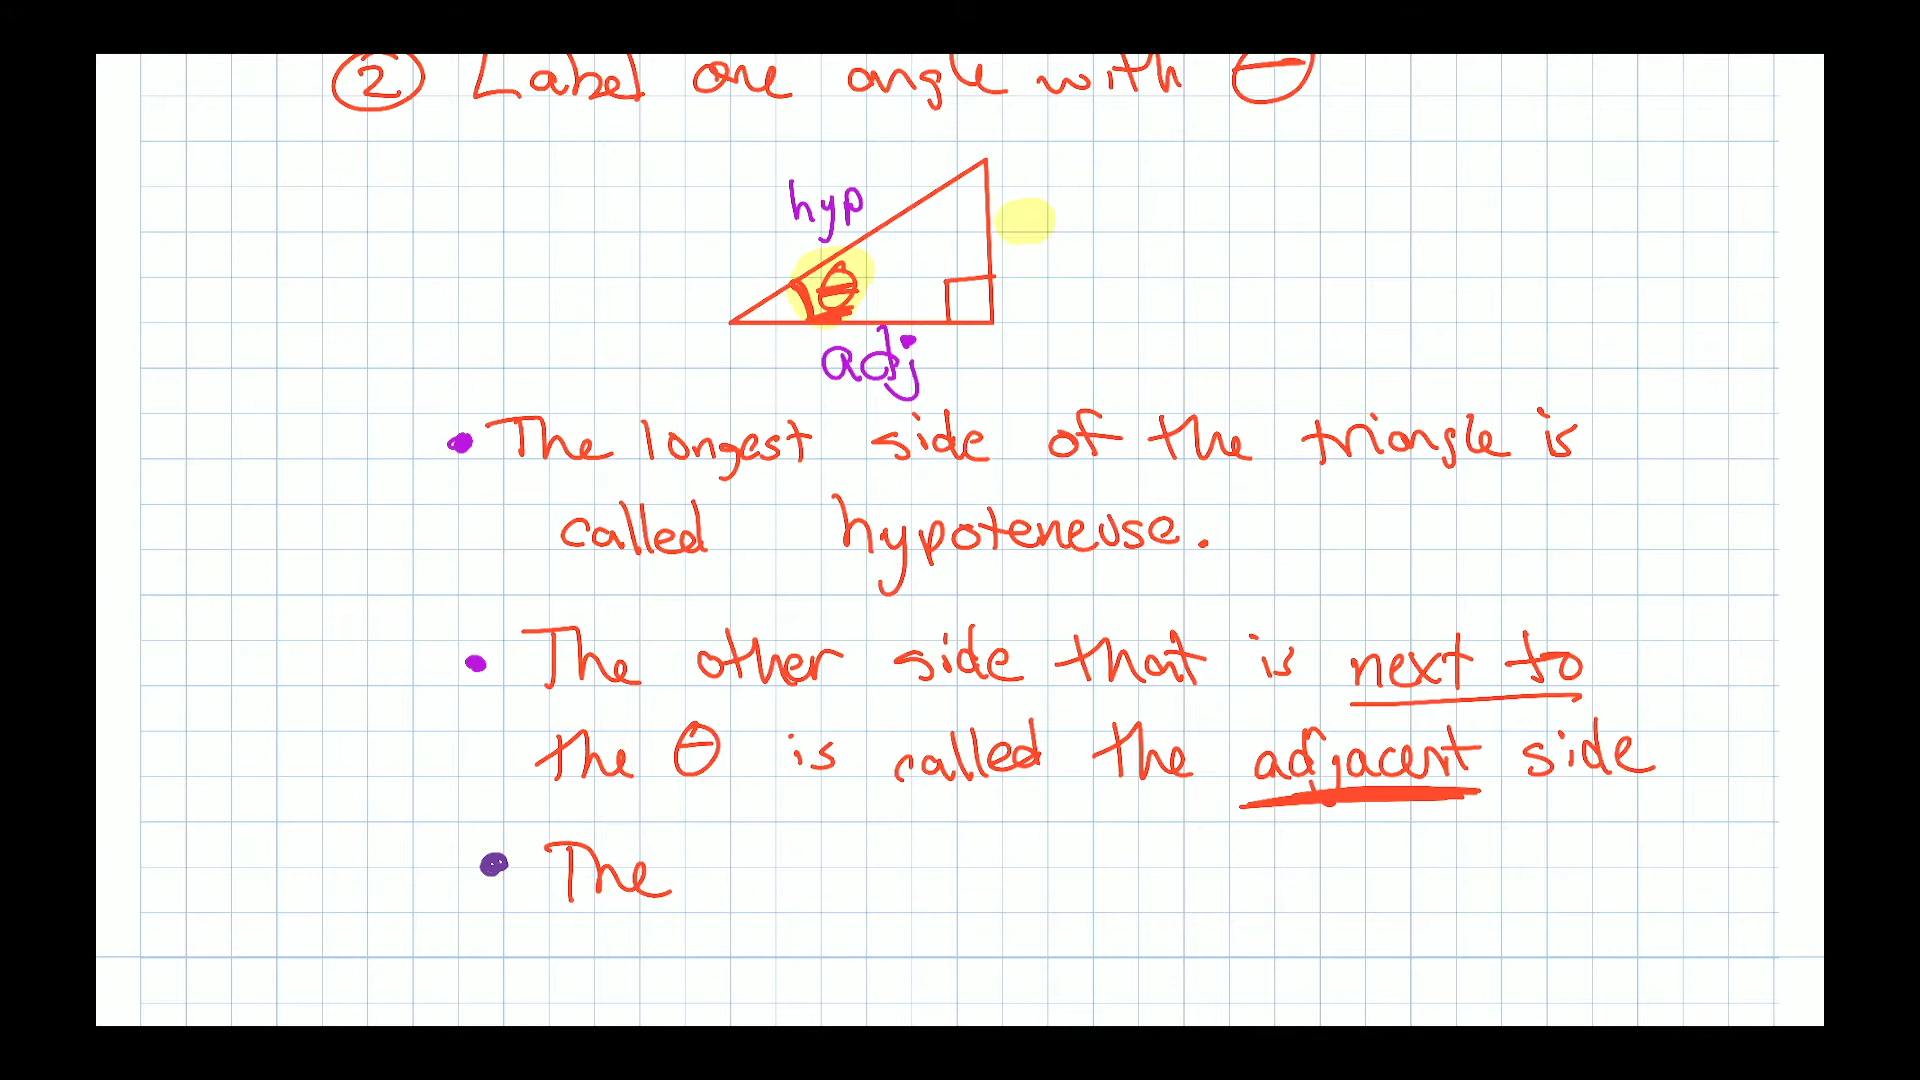 ② Label one angle with θ
hyp
θ
adj
• The longest side of the triangle is
called hypoteneuse.
• The other side that is next to
the θ is called the adjacent side
• The